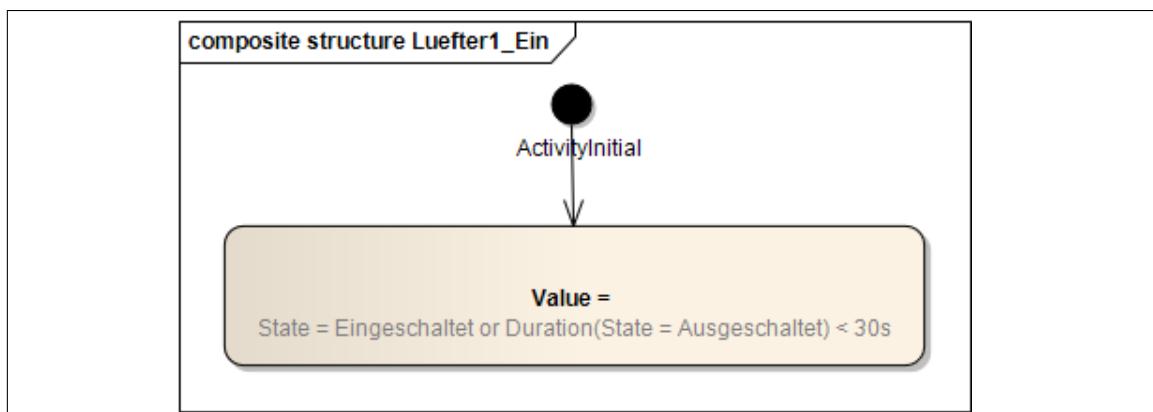 composite structure Luefter1_Ein
ActivityInitial
Value =
State = Eingeschaltet or Duration(State = Ausgeschaltet) < 30s